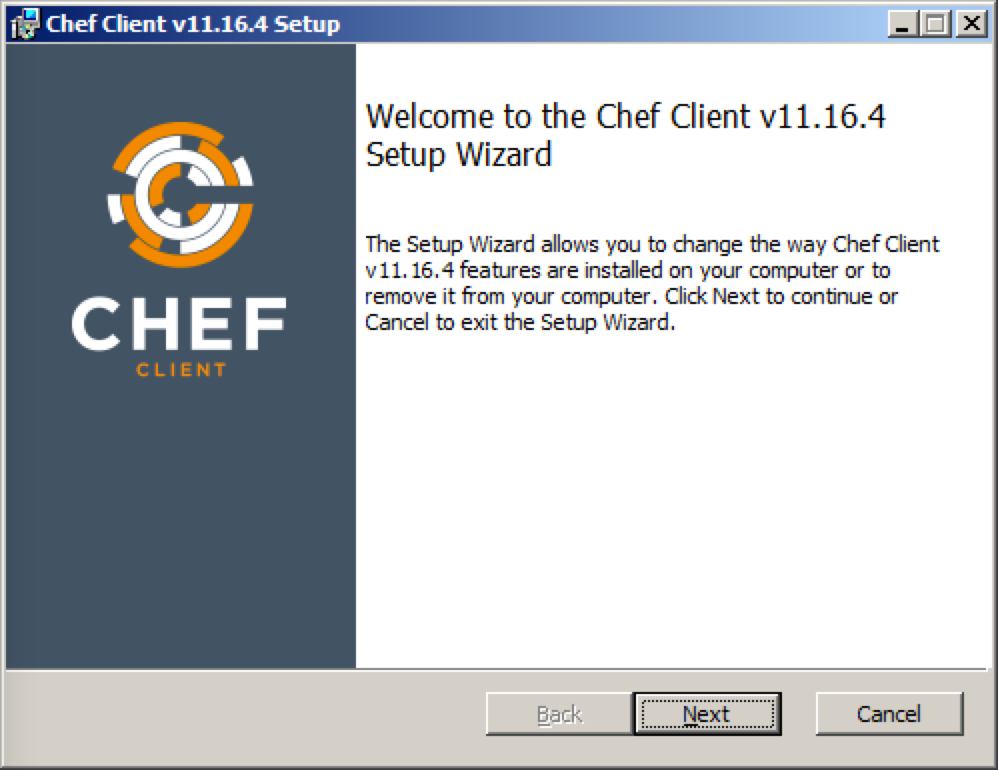 Chef Client v11.16.4 Setup
Welcome to the Chef Client v11.16.4
Setup Wizard
The Setup Wizard allows you to change the way Chef Client
v11.16.4 features are installed on your computer or to
remove it from your computer. Click Next to continue or
Cancel to exit the Setup Wizard.
CHEF
CLIENT
Back
Next
Cancel